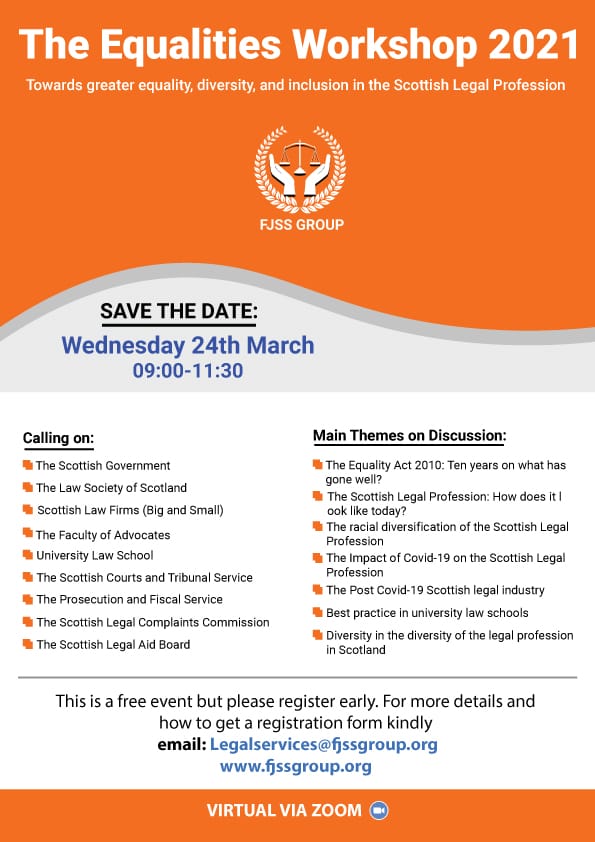 The Equalities Workshop 2021
Towards greater equality, diversity, and inclusion in the Scottish Legal Profession
FJSS GROUP
SAVE THE DATE:
Wednesday 24th March
09:00-11:30
Calling on:
The Scottish Government
The Law Society of Scotland
Scottish Law Firms (Big and Small)
The Faculty of Advocates
University Law School
The Scottish Courts and Tribunal Service
The Prosecution and Fiscal Service
The Scottish Legal Complaints Commission
The Scottish Legal Aid Board
Main Themes on Discussion:
The Equality Act 2010: Ten years on what has
gone well?
The Scottish Legal Profession: How does it l
ook like today?
The racial diversification of the Scottish Legal
Profession
The Impact of Covid-19 on the Scottish Legal
Profession
The Post Covid-19 Scottish legal industry
Best practice in university law schools
Diversity in the diversity of the legal profession
in Scotland
This is a free event but please register early. For more details and
how to get a registration form kindly
email: Legalservices@fjssgroup.org
www.fjssgroup.org
VIRTUAL VIA ZOOM